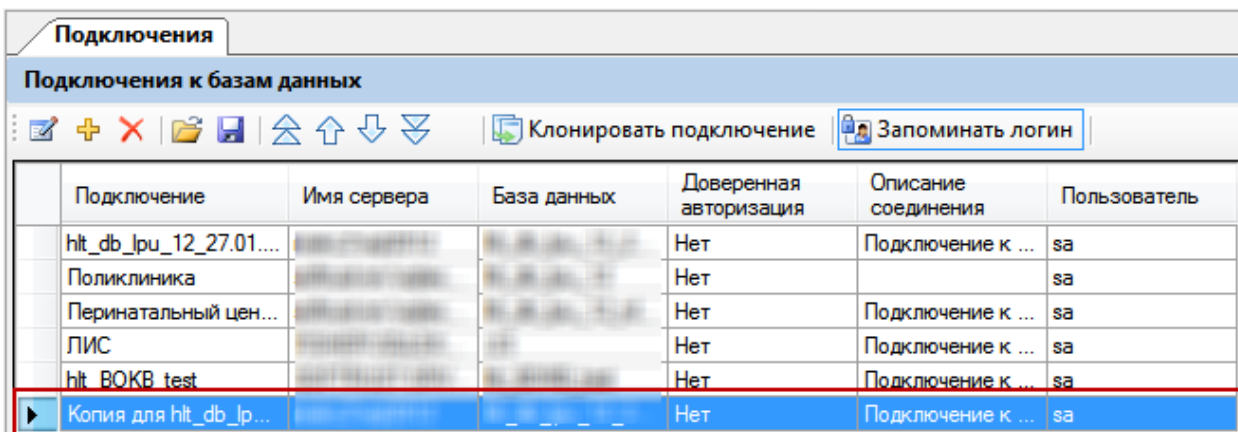 Подключения
Подключения к базам данных
Клонировать подключение Запоминать логин
Подключение Имя сервера База данных Доверенная авторизация Описание соединения Пользователь
hlt_db_lpu_12_27.01.... Нет Подключение к ... sa
Поликлиника Нет sa
Перинатальный цен... Нет Подключение к ... sa
ЛИС Нет Подключение к ... sa
hlt_BOKB_test Нет Подключение к ... sa
Копия для hlt_db_lp... Нет Подключение к ... sa